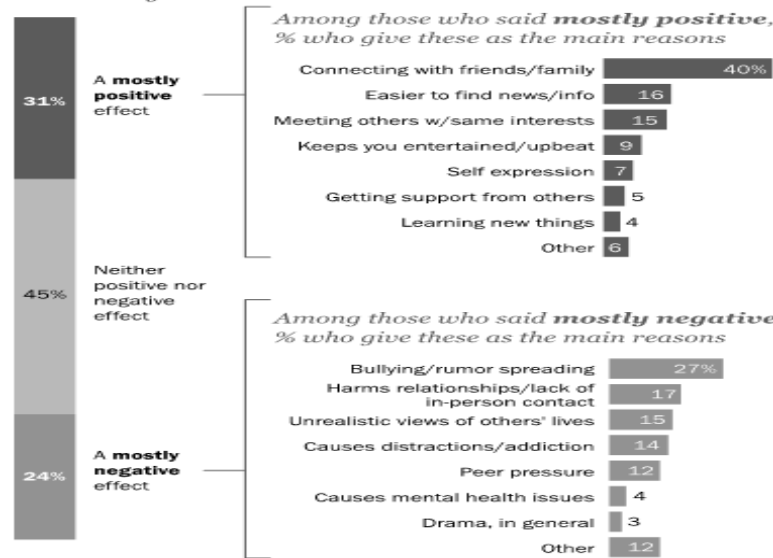 Among those who said mostly positive,
% who give these as the main reasons
31%
A mostly
positive
effect
Connecting with friends/family 40%
Easier to find news/info 16
Meeting others w/same interests 15
Keeps you entertained/upbeat 9
Self expression 7
Getting support from others 5
Learning new things 4
Other 6
45%
Neither
positive nor
negative
effect
Among those who said mostly negative
% who give these as the main reasons
24%
A mostly
negative
effect
Bullying/rumor spreading 27%
Harms relationships/lack of
in-person contact 17
Unrealistic views of others' lives 15
Causes distractions/addiction 14
Peer pressure 12
Causes mental health issues 4
Drama, in general 3
Other 12